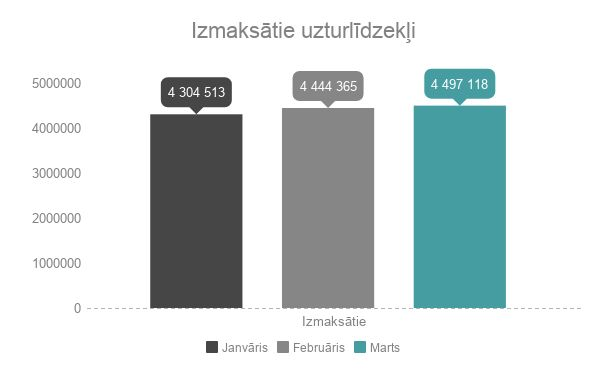 Izmaksātie uzturlīdzekļi
5000000
4000000
3000000
2000000
1000000
0
4 304 513
4 444 365
4 497 118
Izmaksātie
Janvāris
Februāris
Marts